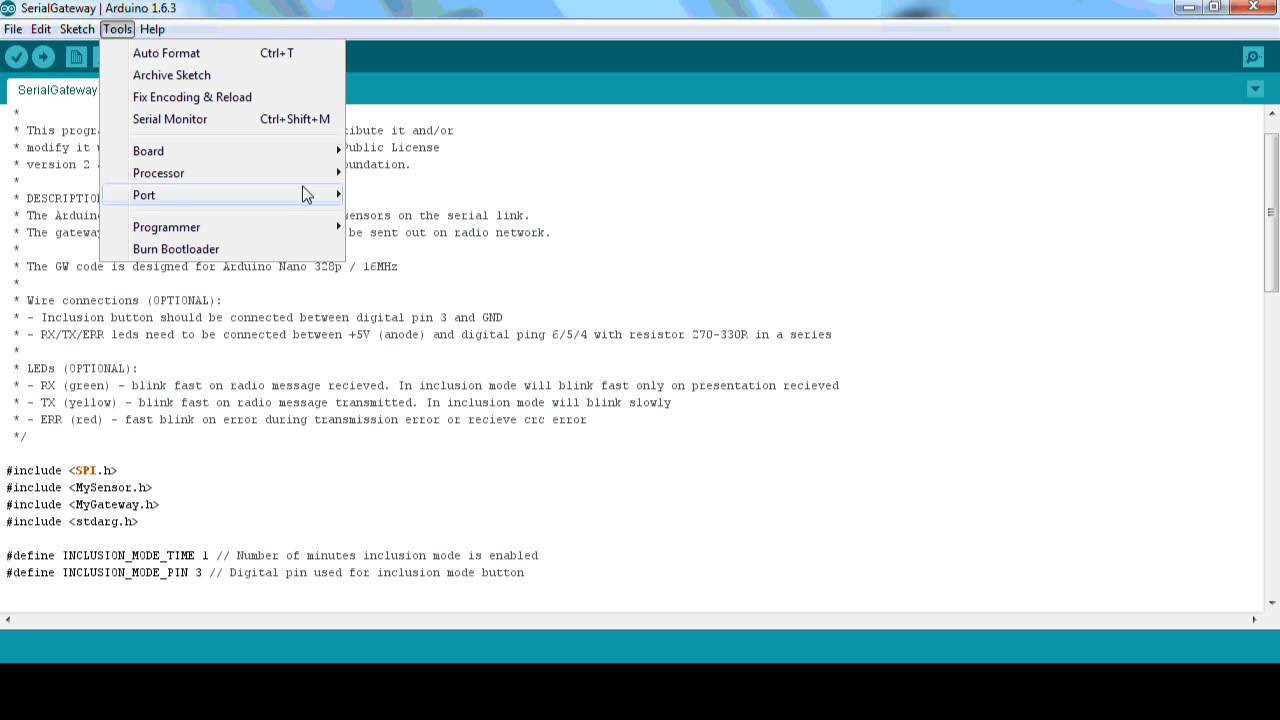 SerialGateway | Arduino 1.6.3
File Edit Sketch Tools Help
Auto Format Ctrl+T
Archive Sketch
Fix Encoding & Reload
Serial Monitor Ctrl+Shift+M
Board
Processor
Port
Programmer
Burn Bootloader
SerialGateway
*
* This progr ibute it and/or
* modify it Public License
* version 2 oundation.
*
* DESCRIPTION
* The Arduin ensors on the serial link.
* The gateway be sent out on radio network.
*
* The GW code is designed for Arduino Nano 328p / 16MHz
*
* Wire connections (OPTIONAL):
* - Inclusion button should be connected between digital pin 3 and GND
* - RX/TX/ERR leds need to be connected between +5V (anode) and digital ping 6/5/4 with resistor 270-330R in a series
*
* LEDs (OPTIONAL):
* - RX (green) - blink fast on radio message recieved. In inclusion mode will blink fast only on presentation recieved
* - TX (yellow) - blink fast on radio message transmitted. In inclusion mode will blink slowly
* - ERR (red) - fast blink on error during transmission error or recieve crc error
*/
#include <SPI.h>
#include <MySensor.h>
#include <MyGateway.h>
#include <stdarg.h>
#define INCLUSION_MODE_TIME 1 // Number of minutes inclusion mode is enabled
#define INCLUSION_MODE_PIN 3 // Digital pin used for inclusion mode button